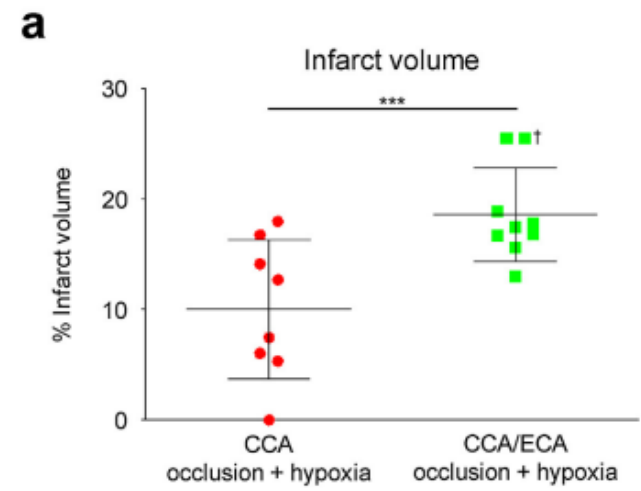 a
Infarct volume
30
***
†
20
% Infarct volume
10
0
CCA
occlusion + hypoxia
CCA/ECA
occlusion + hypoxia